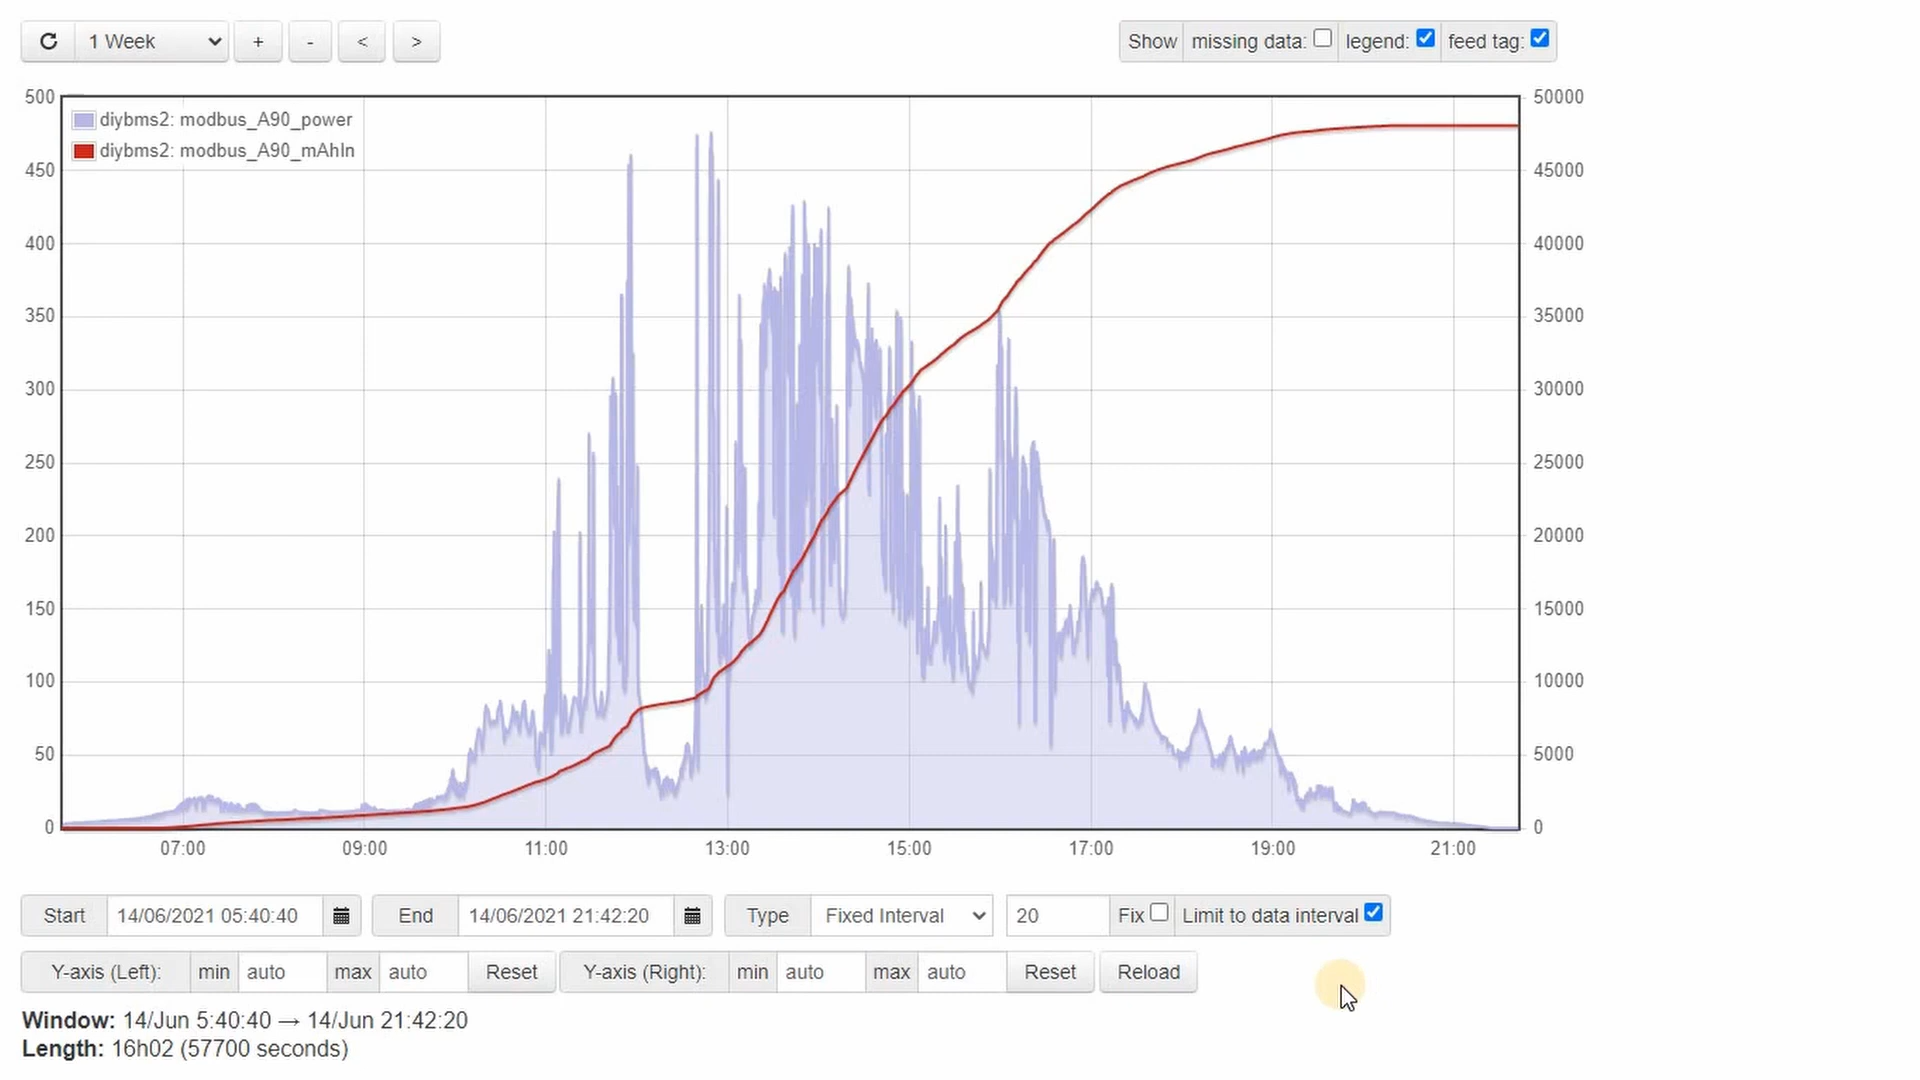 1 Week + - < > Show missing data: legend: feed tag:
500 50000
diybms2: modbus_A90_power
diybms2: modbus_A90_mAhIn
450 45000
400 40000
350 35000
300 30000
250 25000
200 20000
150 15000
100 10000
50 5000
0 0
07:00 09:00 11:00 13:00 15:00 17:00 19:00 21:00
Start 14/06/2021 05:40:40 End 14/06/2021 21:42:20 Type Fixed Interval 20 Fix Limit to data interval
Y-axis (Left): min auto max auto Reset Y-axis (Right): min auto max auto Reset Reload
Window: 14/Jun 5:40:40 → 14/Jun 21:42:20
Length: 16h02 (57700 seconds)